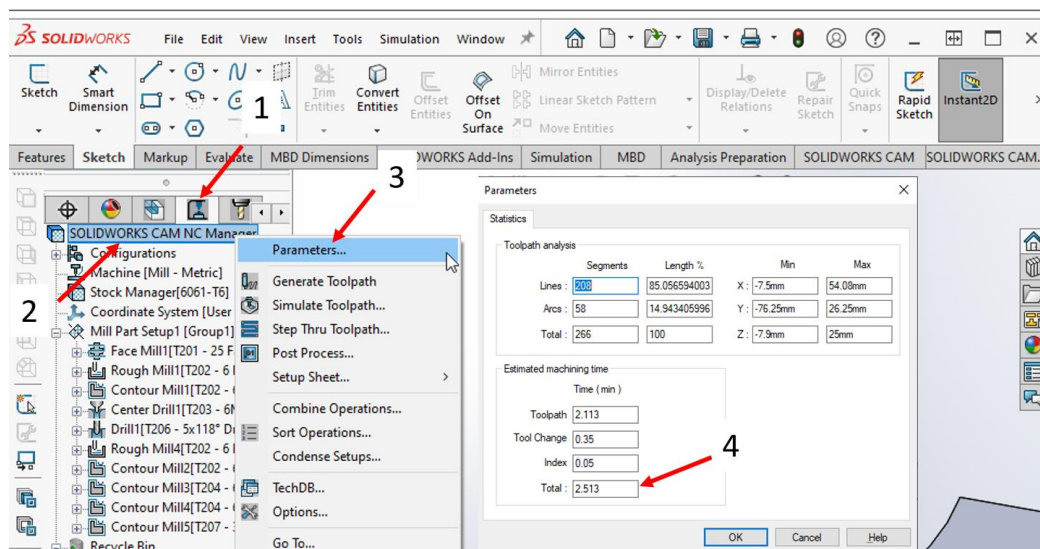 SOLIDWORKS File Edit View Insert Tools Simulation Window
Sketch Smart Dimension Trim Entities Convert Entities Offset Entities Offset On Surface Mirror Entities Linear Sketch Pattern Move Entities Display/Delete Relations Repair Sketch Quick Snaps Rapid Sketch Instant2D
1
Features Sketch Markup Evaluate MBD Dimensions SOLIDWORKS Add-Ins Simulation MBD Analysis Preparation SOLIDWORKS CAM SOLIDWORKS CAM
3
2
SOLIDWORKS CAM NC Manager
Configurations
Machine [Mill - Metric]
Stock Manager[6061-T6]
Coordinate System [User
Mill Part Setup1 [Group1]
Face Mill1[T201 - 25 F
Rough Mill1[T202 - 6
Contour Mill1[T202 -
Center Drill1[T203 - 6
Drill1[T206 - 5x118° D
Rough Mill4[T202 - 6
Contour Mill2[T202 -
Contour Mill3[T204 -
Contour Mill4[T204 -
Contour Mill5[T207 -
Recycle Bin
Parameters...
Generate Toolpath
Simulate Toolpath...
Step Thru Toolpath...
Post Process...
Setup Sheet...
Combine Operations...
Sort Operations...
Condense Setups...
TechDB...
Options...
Go To...
Parameters
Statistics
Toolpath analysis
Segments Length % Min Max
Lines : 208 85.056594003 X : -7.5mm 54.08mm
Arcs : 58 14.943405996 Y : -76.25mm 26.25mm
Total : 266 100 Z : -7.9mm 25mm
Estimated machining time
Time ( min )
Toolpath 2.113
Tool Change 0.35
Index 0.05
Total : 2.513
4
OK Cancel Help